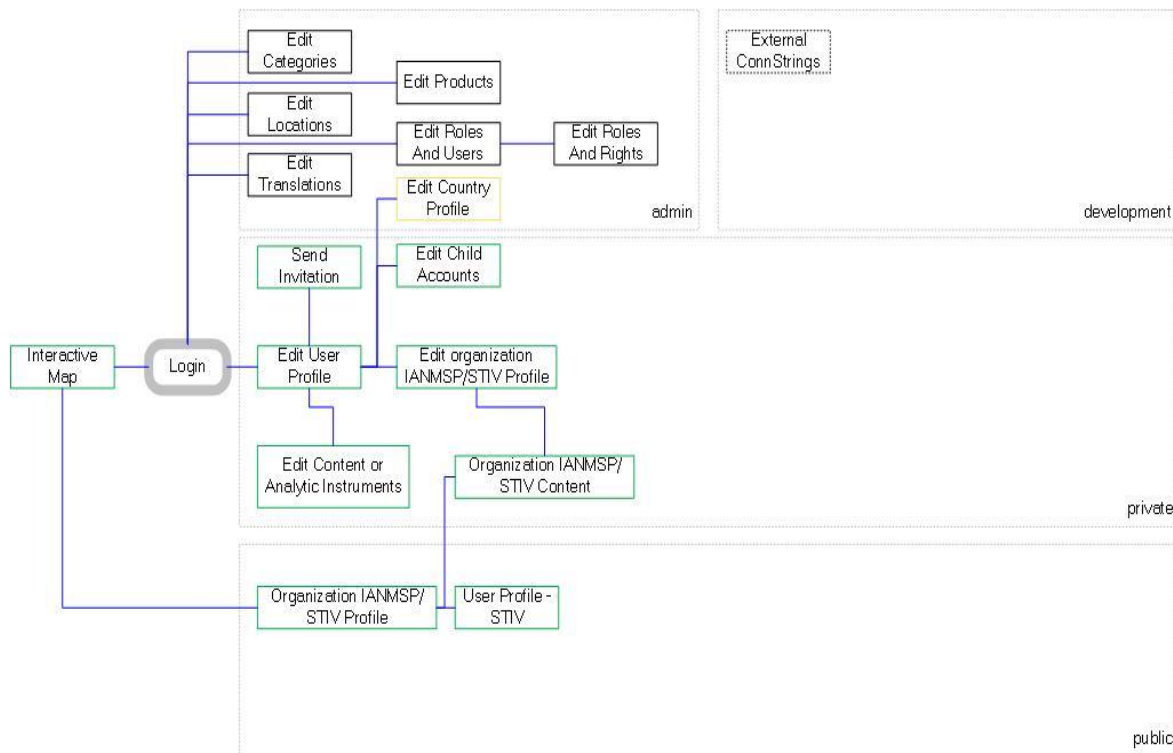 Edit
Categories
External
ConnStrings
Edit Products
Edit
Locations
Edit Roles
And Users
Edit Roles
And Rights
Edit
Translations
Edit Country
Profile
admin
development
Send
Invitation
Edit Child
Accounts
Interactive
Map
Login
Edit User
Profile
Edit organization
IANMSP/STIV Profile
Edit Content or
Analytic Instruments
Organization IANMSP/
STIV Content
private
Organization IANMSP/
STIV Profile
User Profile -
STIV
public